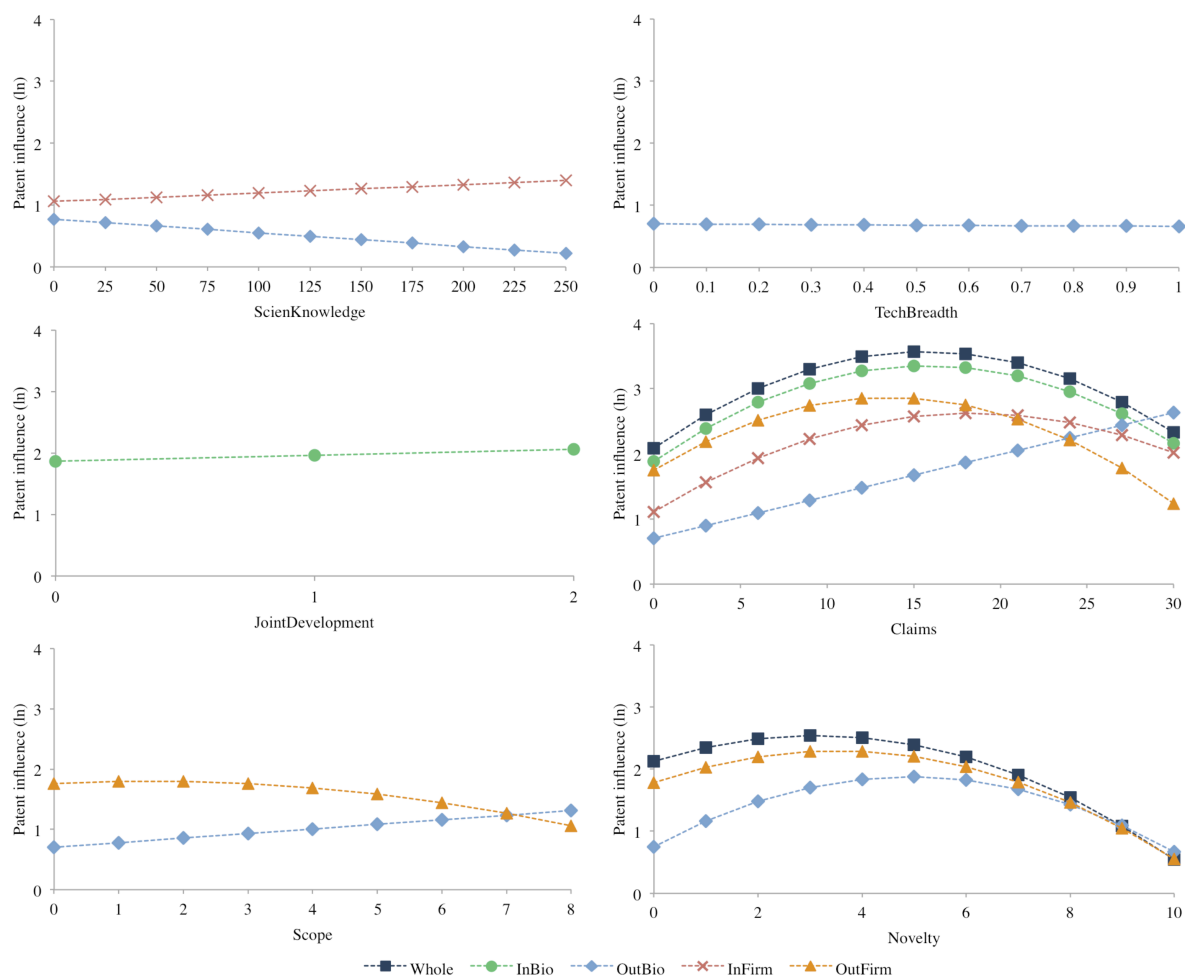 4
3
2
1
0
Patent influence (ln)
0 25 50 75 100 125 150 175 200 225 250
ScienKnowledge
4
3
2
1
0
Patent influence (ln)
0 0.1 0.2 0.3 0.4 0.5 0.6 0.7 0.8 0.9 1
TechBreadth
4
3
2
1
0
Patent influence (ln)
0 1 2
JointDevelopment
4
3
2
1
0
Patent influence (ln)
0 5 10 15 20 25 30
Claims
4
3
2
1
0
Patent influence (ln)
0 1 2 3 4 5 6 7 8
Scope
4
3
2
1
0
Patent influence (ln)
0 2 4 6 8 10
Novelty
Whole InBio OutBio InFirm OutFirm